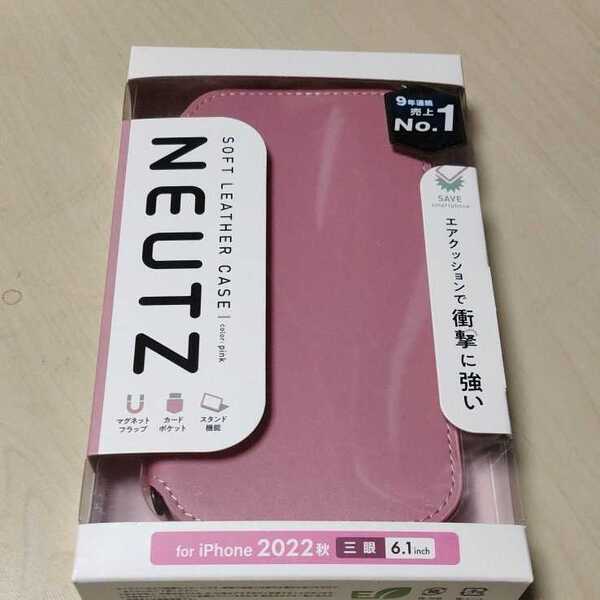 9年連続
売上
No.1
SAVE
smartphone
エアクッションで衝撃に強い
SOFT LEATHER CASE
color: pink
NEUTZ
マグネット
フラップ
カード
ポケット
スタンド
機能
for iPhone 2022秋 三眼 6.1inch